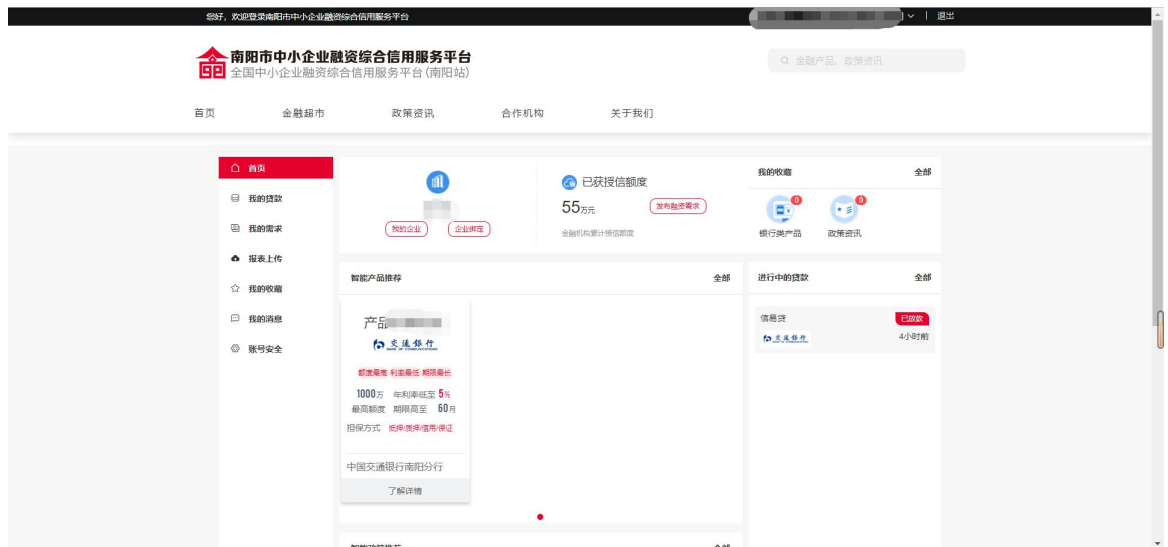 您好，欢迎登录南阳市中小企业融资综合信用服务平台
| 退出
南阳市中小企业融资综合信用服务平台
全国中小企业融资综合信用服务平台(南阳站)
金融产品、政策资讯
首页 金融超市 政策资讯 合作机构 关于我们
首页
我的贷款
我的需求
报表上传
我的收藏
我的消息
账号安全
我的企业 企业绑定
已获授信额度
55万元 发布融资需求
金融机构累计授信额度
我的收藏 全部
0 0
银行类产品 政策资讯
智能产品推荐 全部
产品
交通银行
BANK OF COMMUNICATIONS
额度最高 利率最低 期限最长
1000万 年利率低至 5%
最高额度 期限高至 60月
担保方式 抵押/质押/信用/保证
中国交通银行南阳分行
了解详情
进行中的贷款 全部
信易贷 已放款
交通银行 4小时前